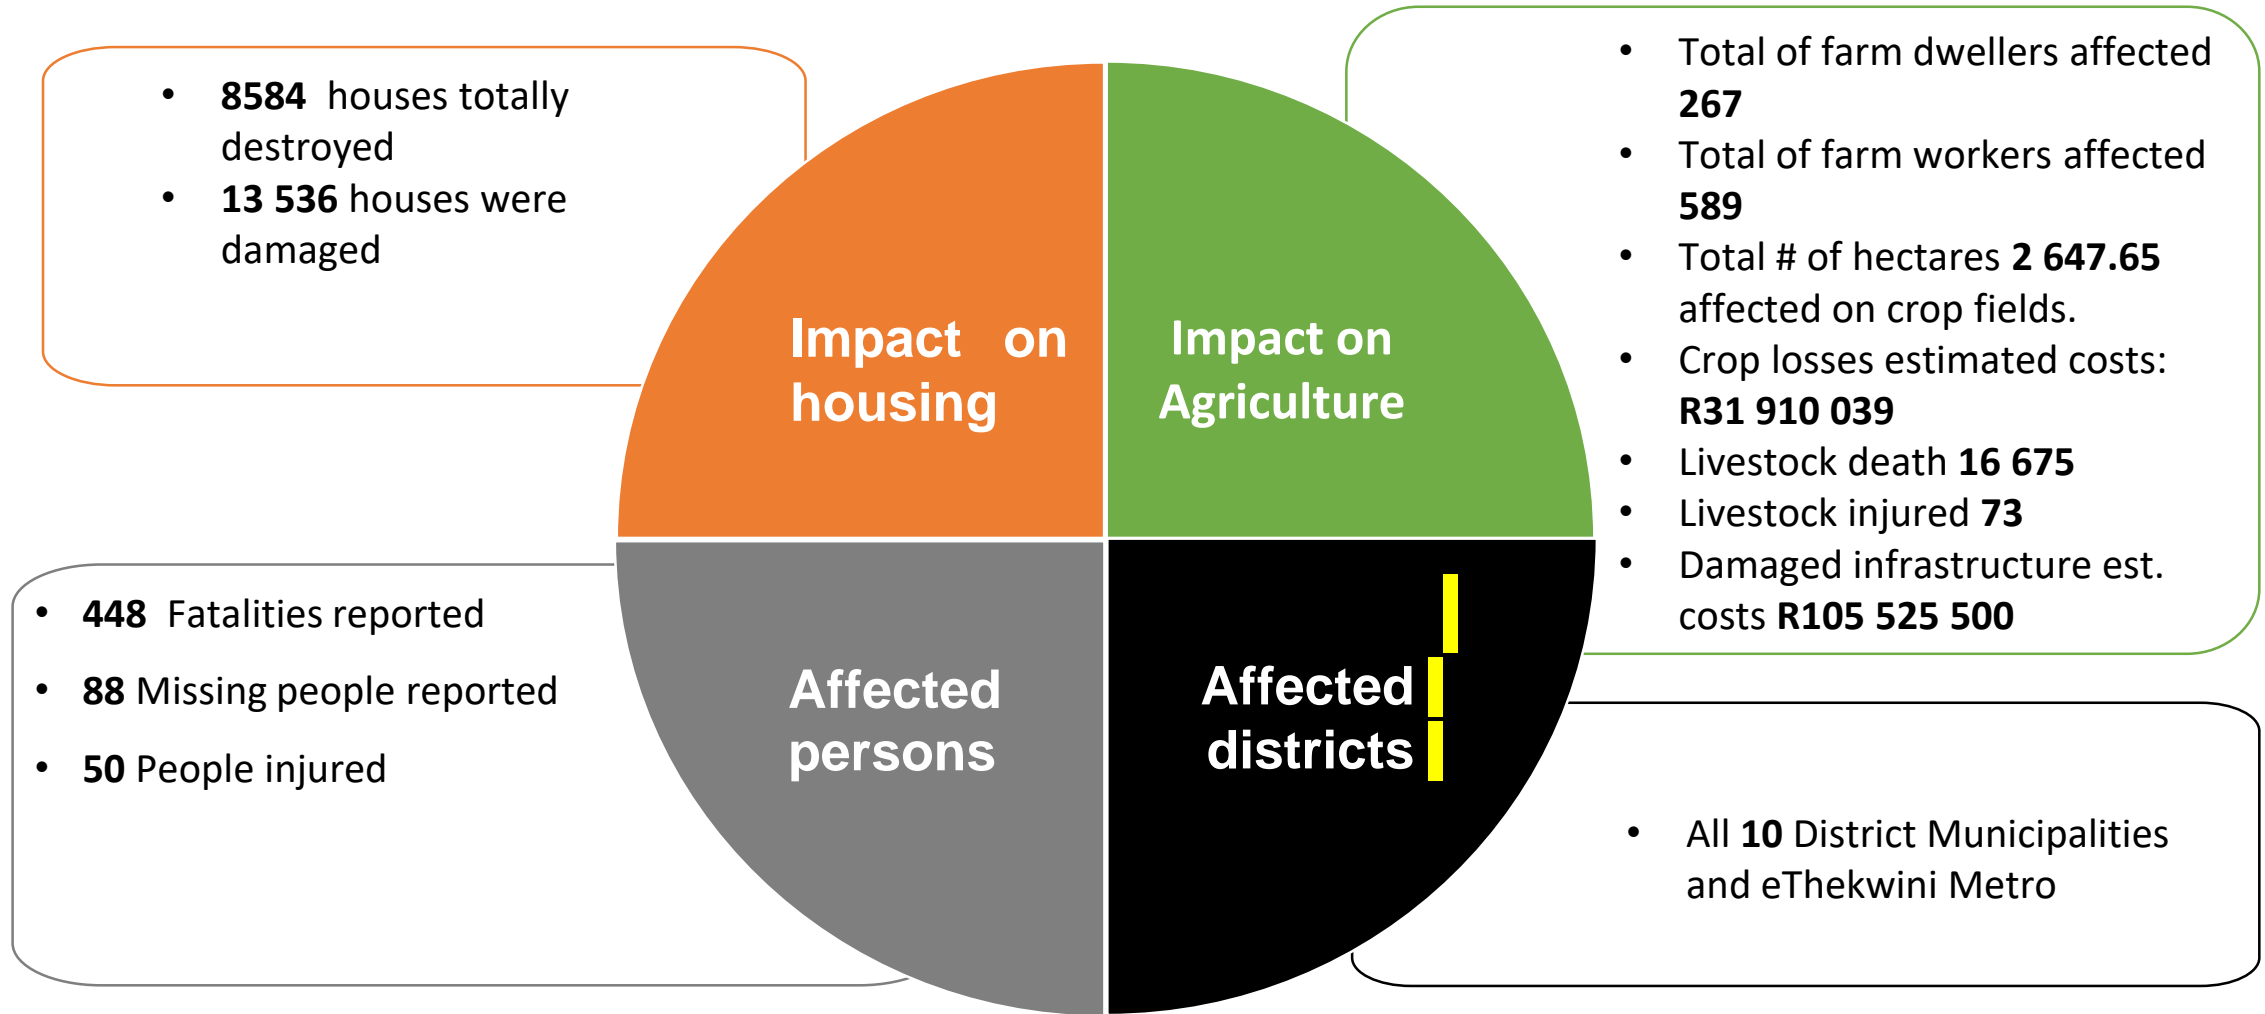 • 8584 houses totally
destroyed
• 13 536 houses were
damaged
Impact on
housing
Impact on
Agriculture
• Total of farm dwellers affected
267
• Total of farm workers affected
589
• Total # of hectares 2 647.65
affected on crop fields.
• Crop losses estimated costs:
R31 910 039
• Livestock death 16 675
• Livestock injured 73
• Damaged infrastructure est.
costs R105 525 500
• 448 Fatalities reported
• 88 Missing people reported
• 50 People injured
Affected
persons
Affected
districts
• All 10 District Municipalities
and eThekwini Metro